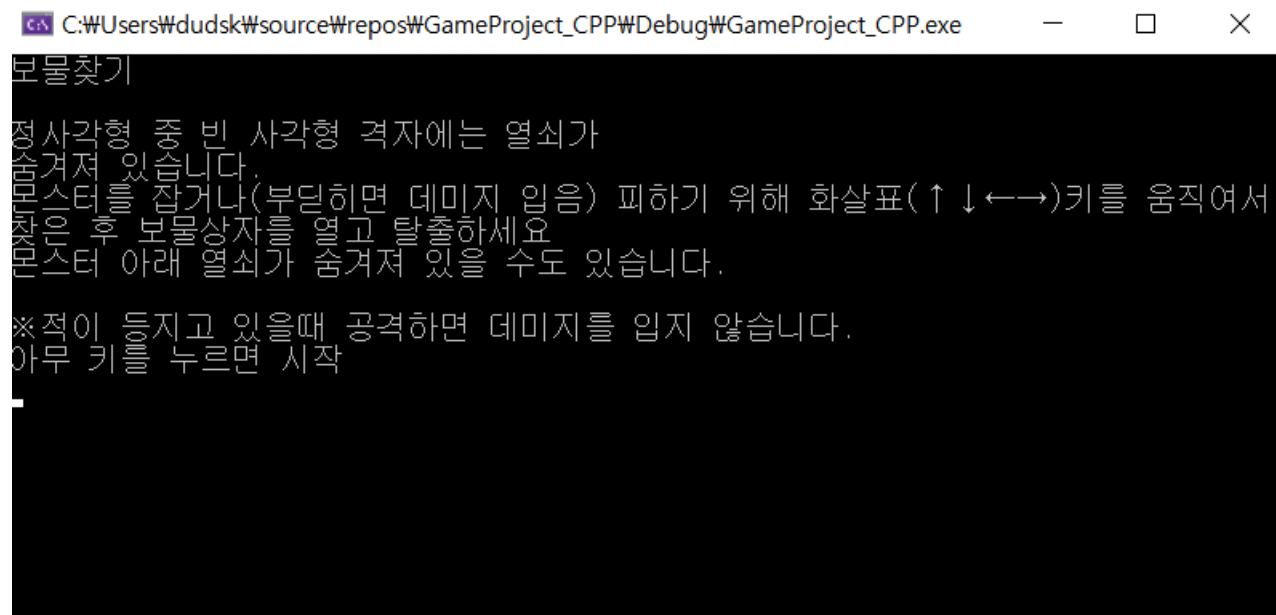 C:₩Users₩dudsk₩source₩repos₩GameProject_CPP₩Debug₩GameProject_CPP.exe
보물찾기
정사각형 중 빈 사각형 격자에는 열쇠가
숨겨져 있습니다.
몬스터를 잡거나(부딛히면 데미지 입음) 피하기 위해 화살표(↑↓←→)키를 움직여서
찾은 후 보물상자를 열고 탈출하세요
몬스터 아래 열쇠가 숨겨져 있을 수도 있습니다.
※적이 등지고 있을때 공격하면 데미지를 입지 않습니다.
아무 키를 누르면 시작